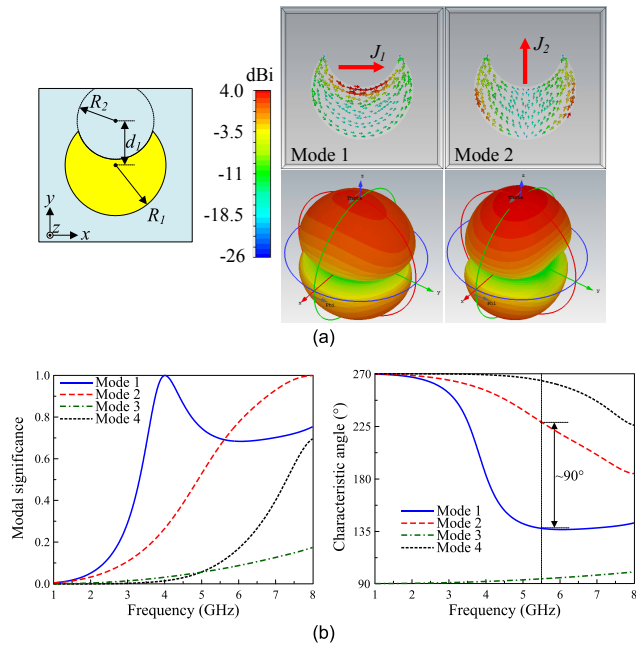 (a)
R2
d1
R1
y
z
x
dBi
4.0
-3.5
-11
-18.5
-26
J1
Mode 1
J2
Mode 2
z
Theta
x
Phi
y
z
Theta
x
Phi
y
(a)
Modal significance
1.0
0.8
0.6
0.4
0.2
0.0
Mode 1
Mode 2
Mode 3
Mode 4
1 2 3 4 5 6 7 8
Frequency (GHz)
Characteristic angle (°)
270
225
180
135
90
~90°
Mode 1
Mode 2
Mode 3
Mode 4
1 2 3 4 5 6 7 8
Frequency (GHz)
(b)